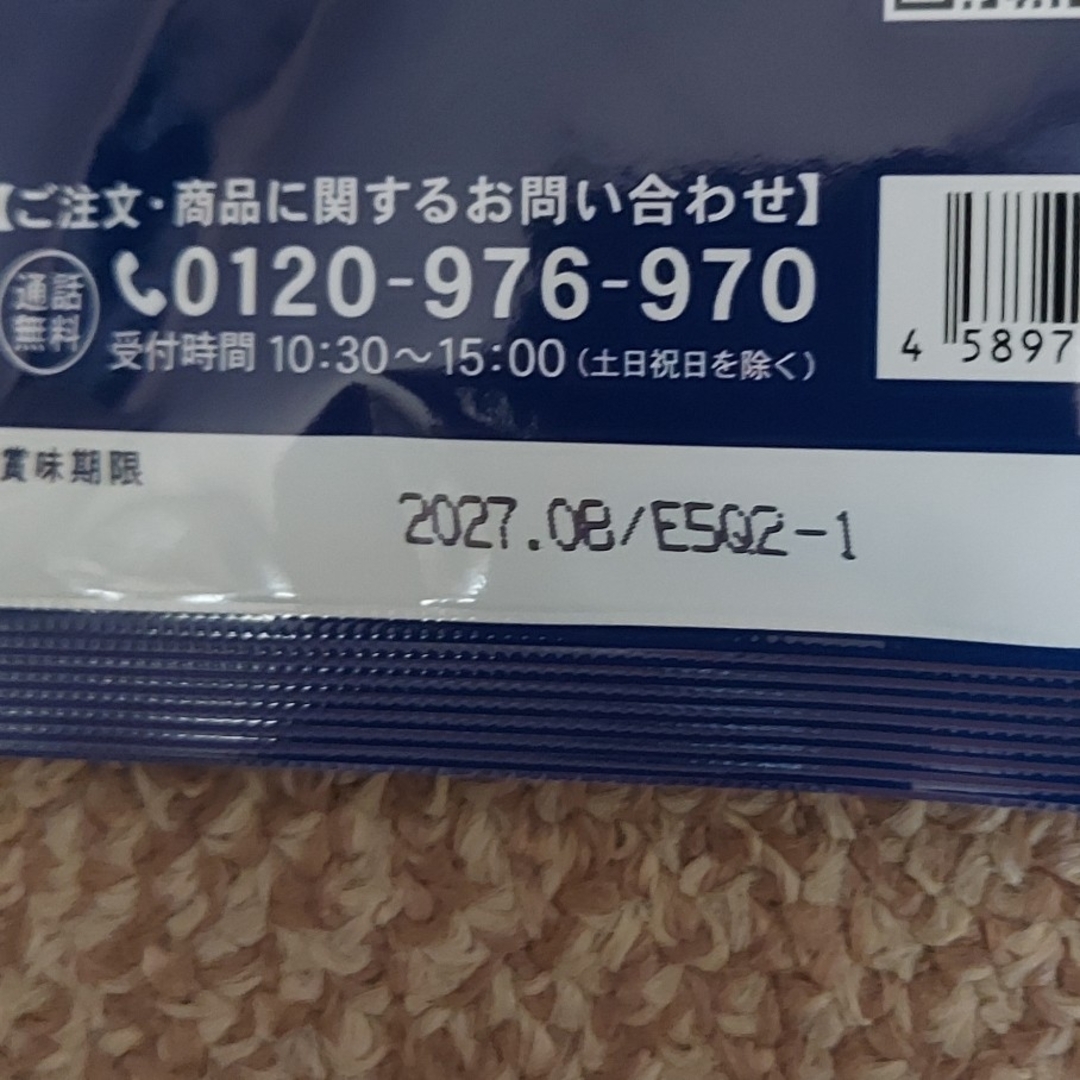 【ご注文・商品に関するお問い合わせ】
通話無料 0120-976-970
受付時間 10:30〜15:00（土日祝日を除く）
4 5897
賞味期限
2027.08/E5Q2-1